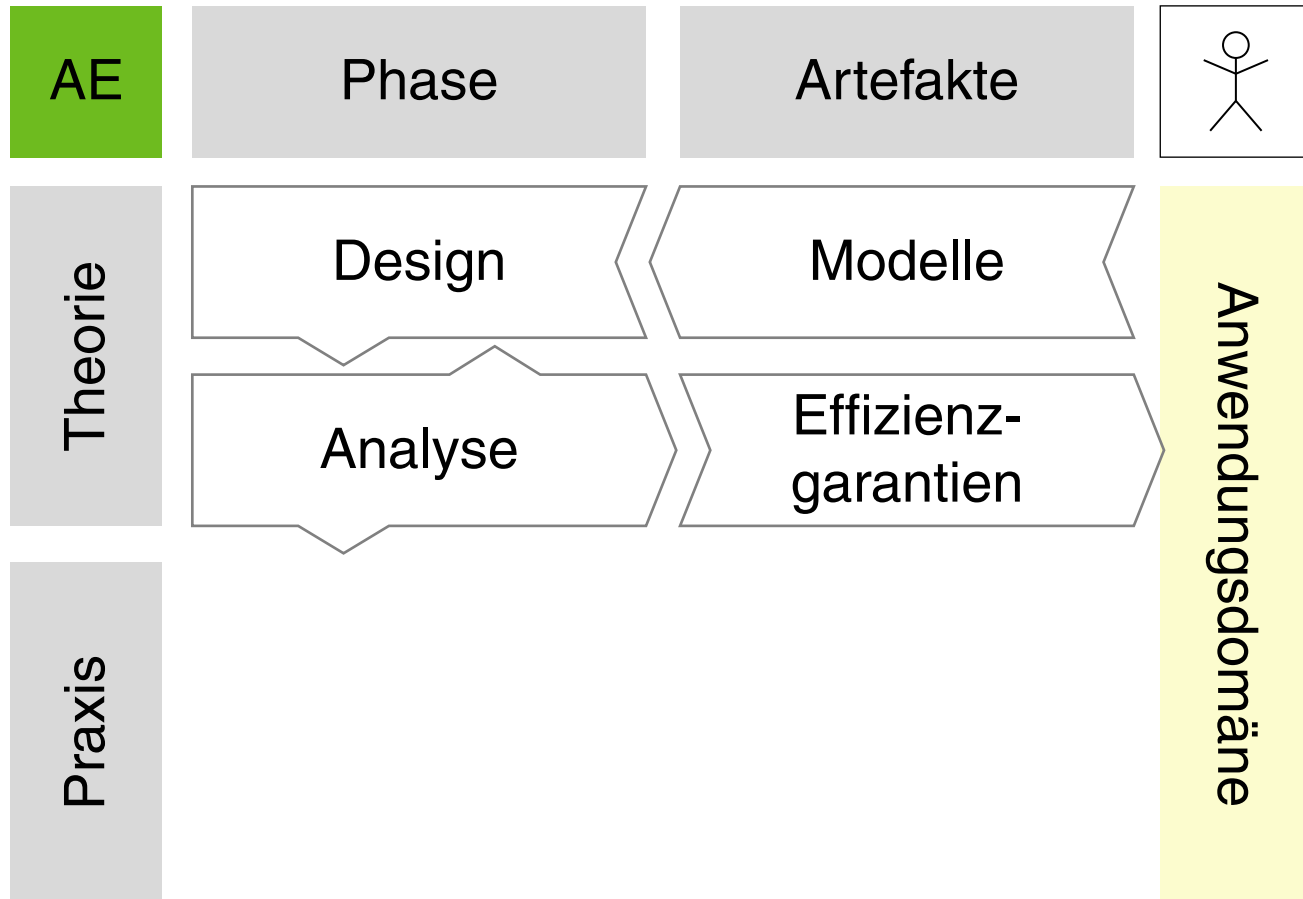 AE
Phase
Artefakte
Theorie
Design
Modelle
Analyse
Effizienz-
garantien
Praxis
Anwendungsdomäne